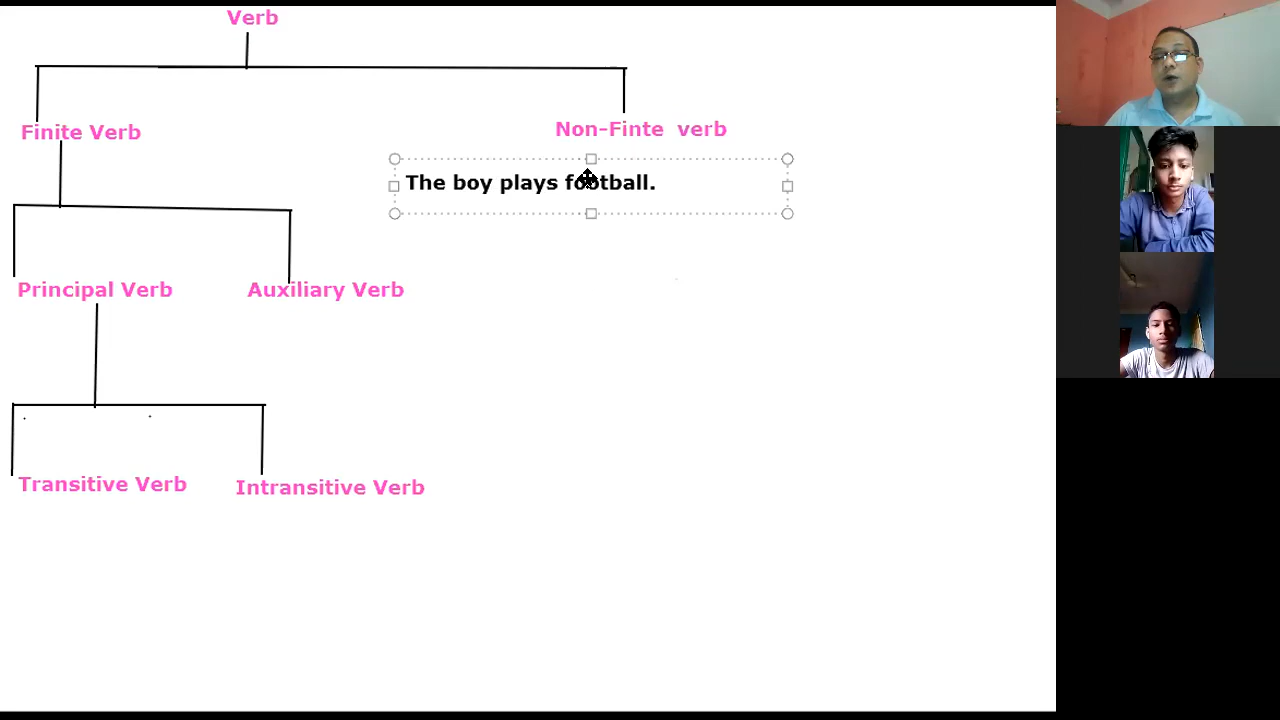 Verb
Finite Verb
Non-Finte verb
The boy plays football.
Principal Verb
Auxiliary Verb
Transitive Verb
Intransitive Verb